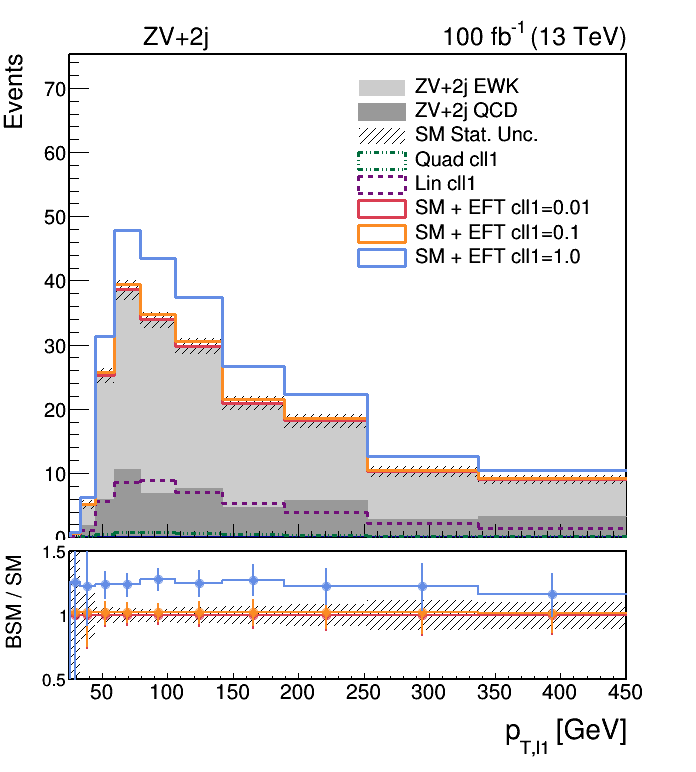 ZV+2j 100 fb⁻¹ (13 TeV)
Events
70
60
50
40
30
20
10
0
ZV+2j EWK
ZV+2j QCD
SM Stat. Unc.
Quad cll1
Lin cll1
SM + EFT cll1=0.01
SM + EFT cll1=0.1
SM + EFT cll1=1.0
BSM / SM
1.5
1
0.5
50 100 150 200 250 300 350 400 450
p_T,l1 [GeV]